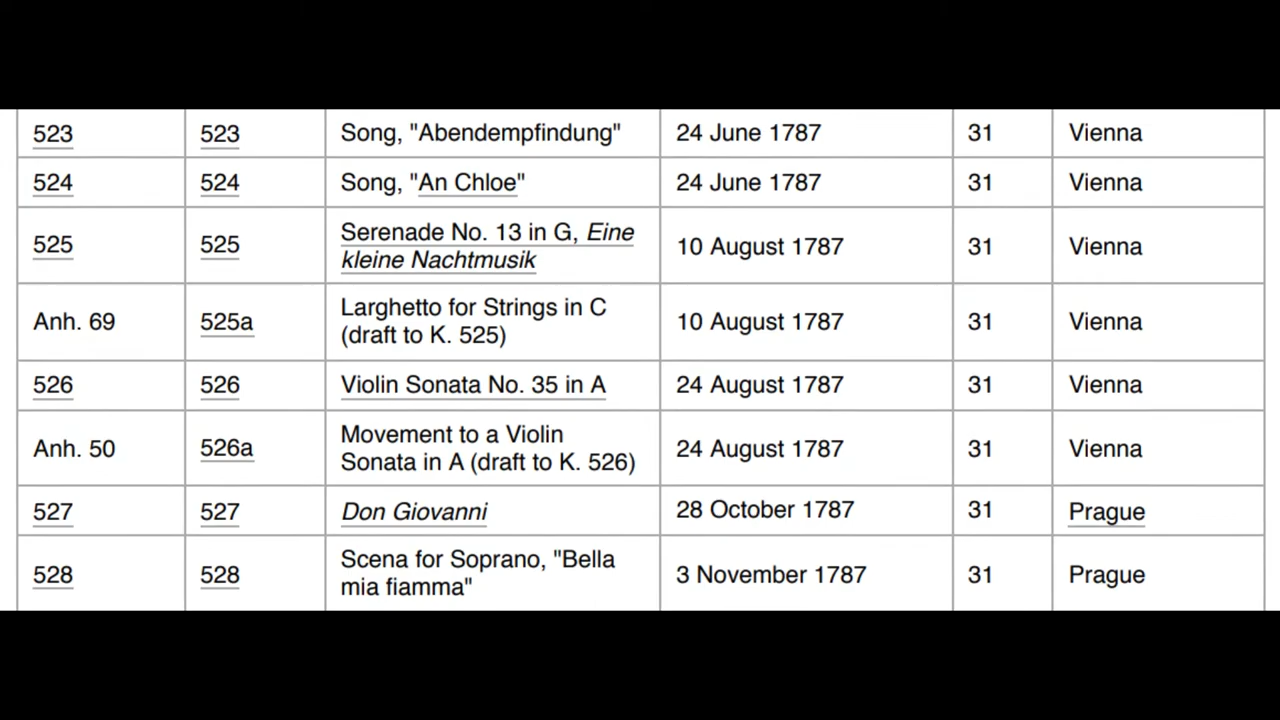 523 523 Song, "Abendempfindung" 24 June 1787 31 Vienna
524 524 Song, "An Chloe" 24 June 1787 31 Vienna
525 525 Serenade No. 13 in G, Eine kleine Nachtmusik 10 August 1787 31 Vienna
Anh. 69 525a Larghetto for Strings in C (draft to K. 525) 10 August 1787 31 Vienna
526 526 Violin Sonata No. 35 in A 24 August 1787 31 Vienna
Anh. 50 526a Movement to a Violin Sonata in A (draft to K. 526) 24 August 1787 31 Vienna
527 527 Don Giovanni 28 October 1787 31 Prague
528 528 Scena for Soprano, "Bella mia fiamma" 3 November 1787 31 Prague